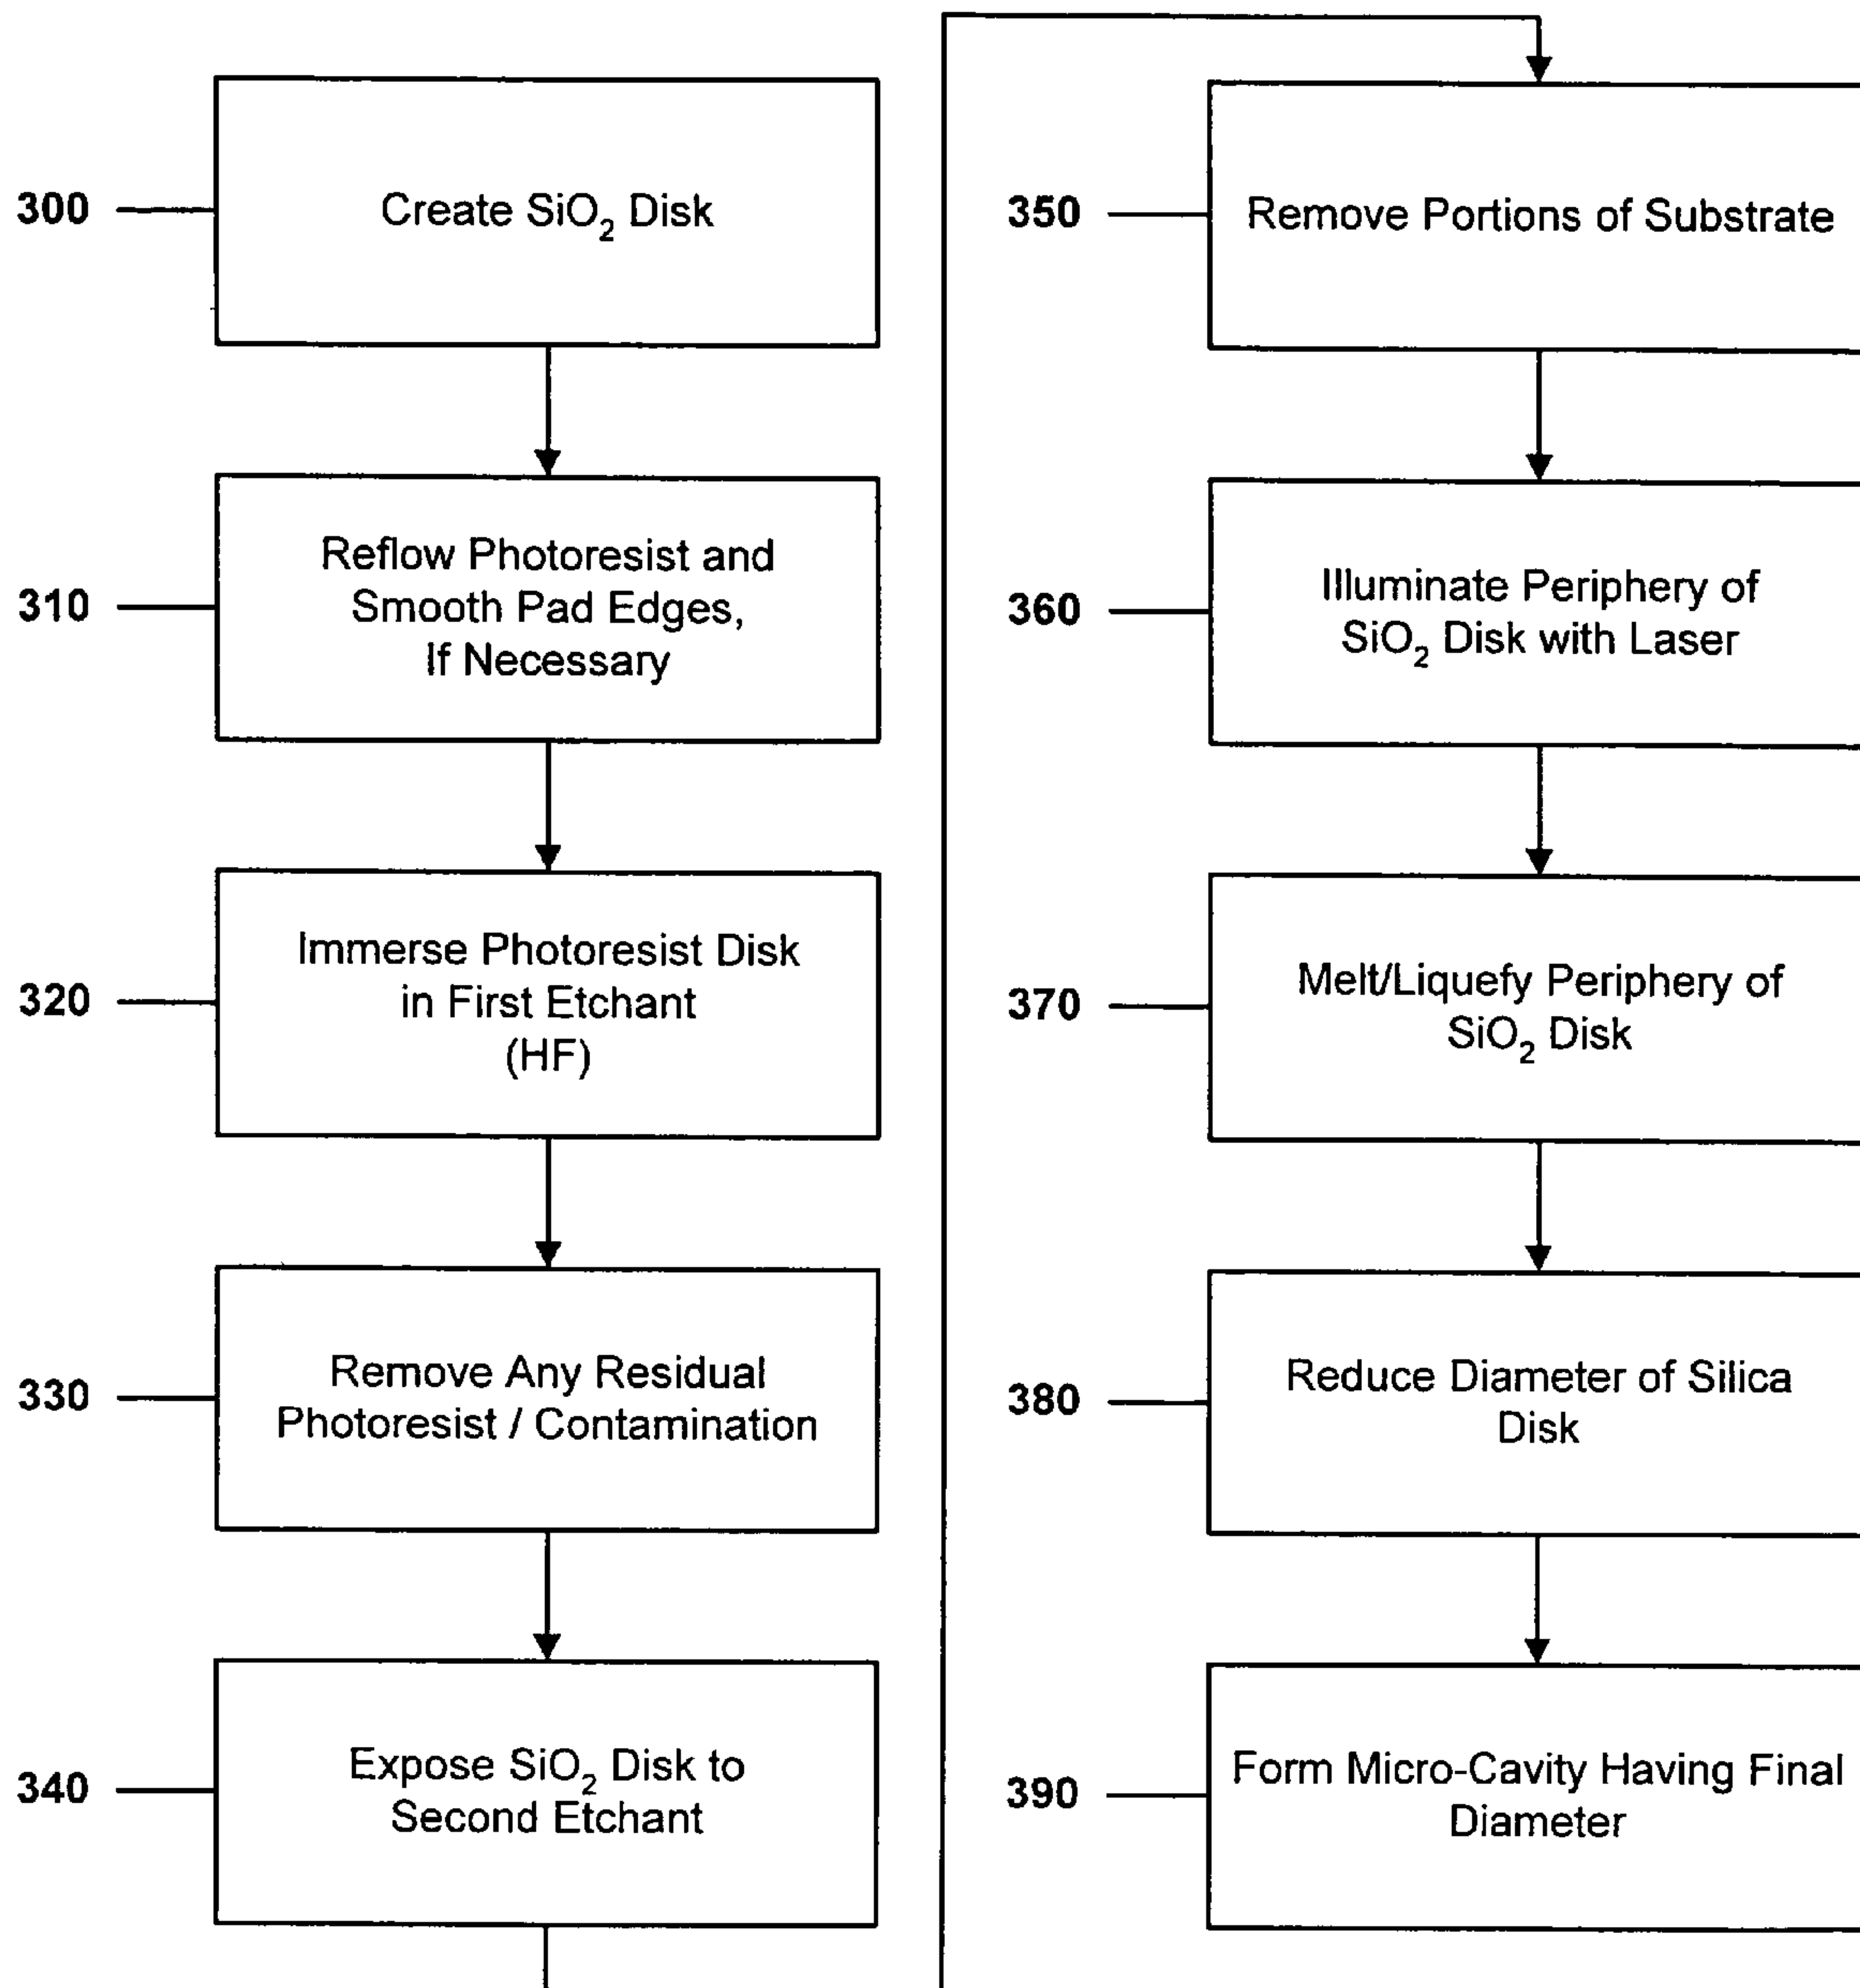 300
Create SiO₂ Disk
310
Reflow Photoresist and
Smooth Pad Edges,
If Necessary
320
Immerse Photoresist Disk
in First Etchant
(HF)
330
Remove Any Residual
Photoresist / Contamination
340
Expose SiO₂ Disk to
Second Etchant
350
Remove Portions of Substrate
360
Illuminate Periphery of
SiO₂ Disk with Laser
370
Melt/Liquefy Periphery of
SiO₂ Disk
380
Reduce Diameter of Silica
Disk
390
Form Micro-Cavity Having Final
Diameter